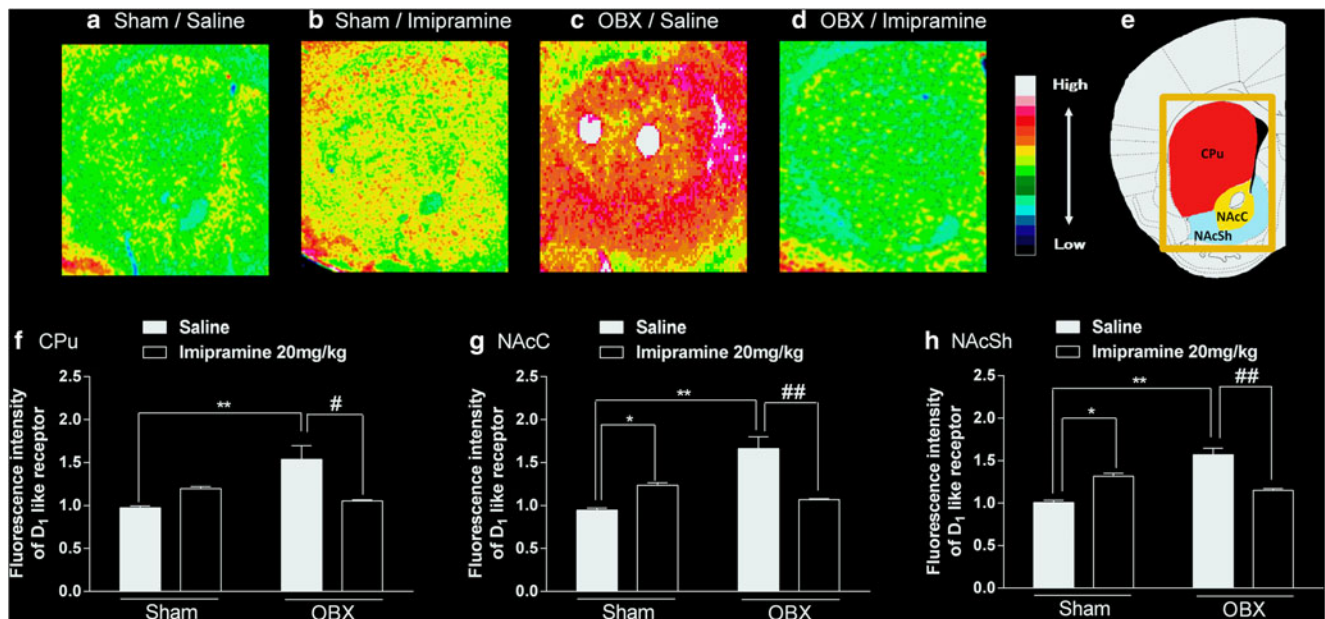 a Sham / Saline
b Sham / Imipramine
c OBX / Saline
d OBX / Imipramine
e
High
Low
CPu
NAcC
NAcSh
f CPu
Saline
Imipramine 20mg/kg
Fluorescence intensity
of D₁ like receptor
2.5
2.0
1.5
1.0
0.5
0.0
**
#
Sham
OBX
g NAcC
Saline
Imipramine 20mg/kg
Fluorescence intensity
of D₁ like receptor
2.5
2.0
1.5
1.0
0.5
0.0
*
**
##
Sham
OBX
h NAcSh
Saline
Imipramine 20mg/kg
Fluorescence intensity
of D₁ like receptor
2.5
2.0
1.5
1.0
0.5
0.0
*
**
##
Sham
OBX